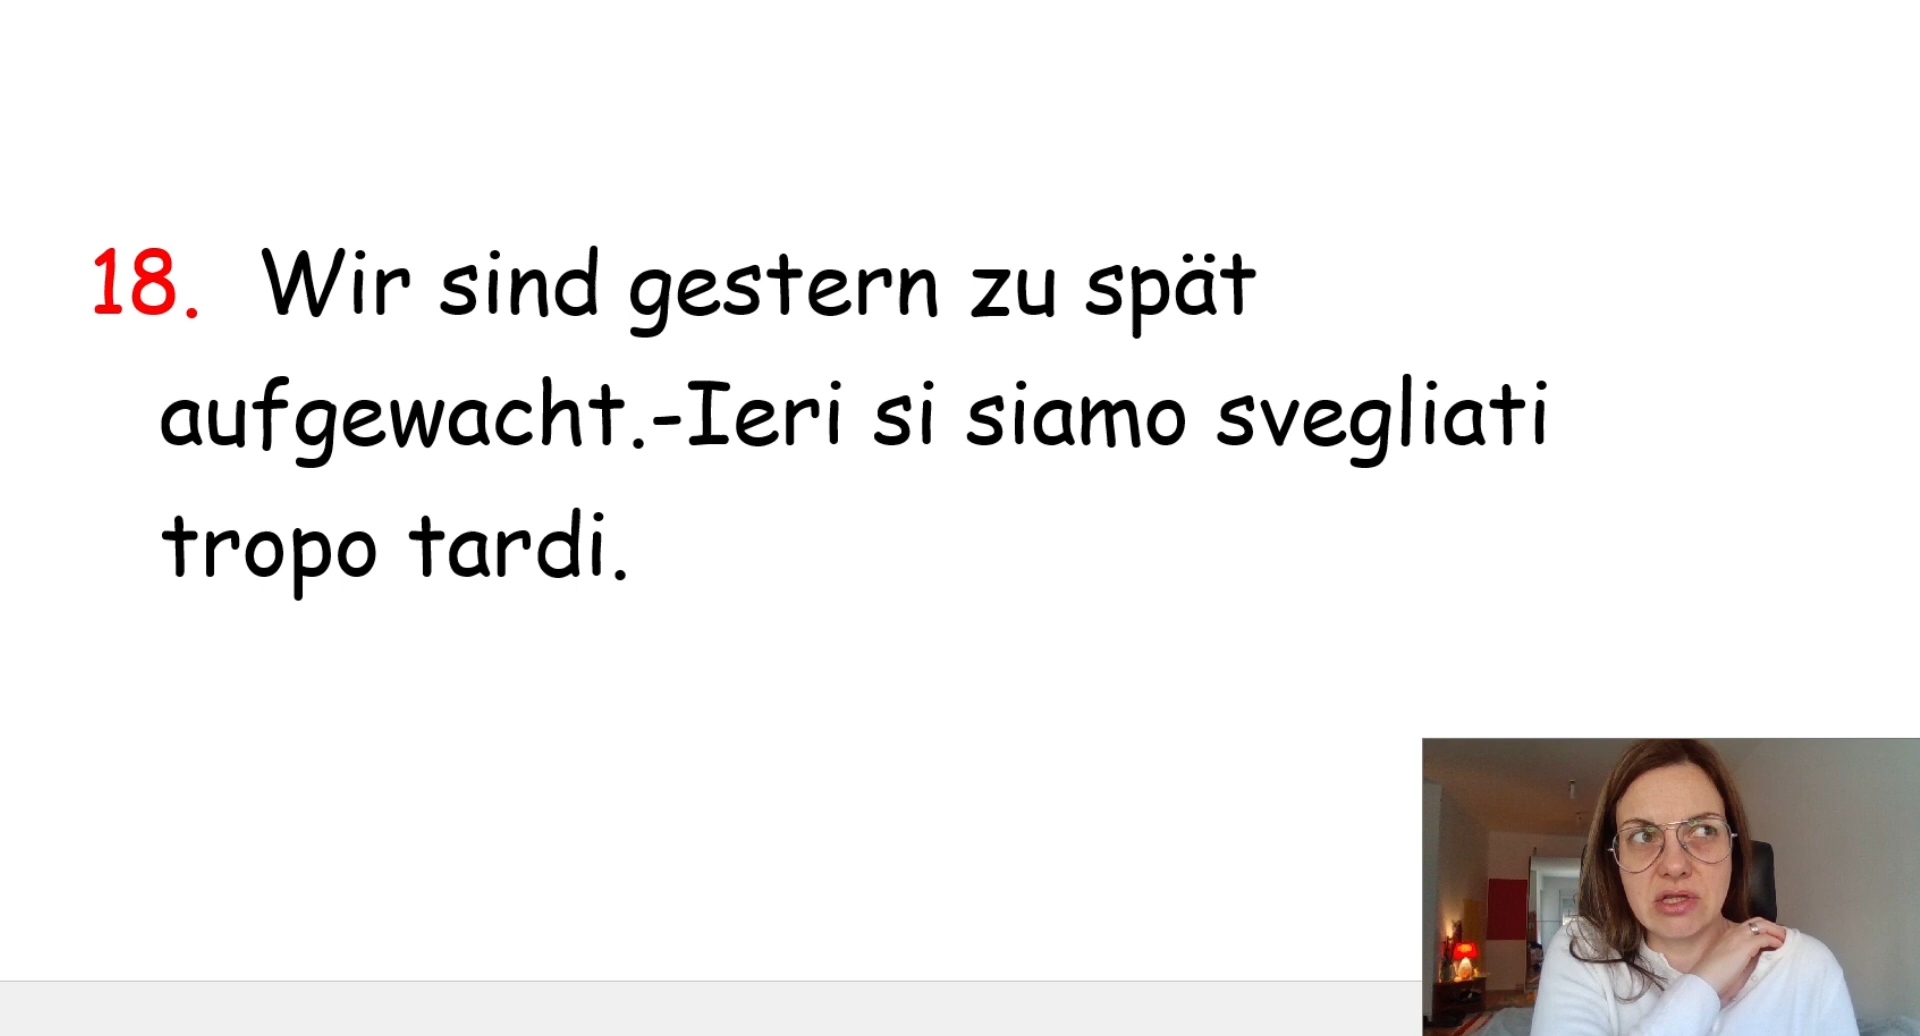 18. Wir sind gestern zu spät
aufgewacht.-Ieri si siamo svegliati
tropo tardi.